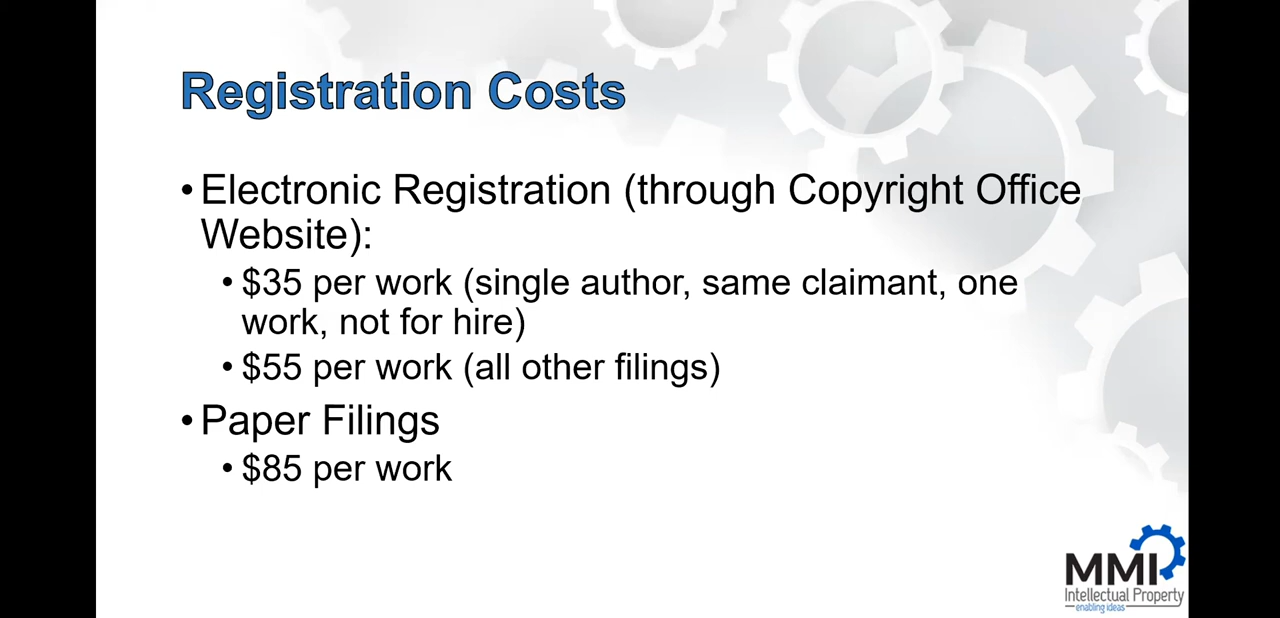 Registration Costs
• Electronic Registration (through Copyright Office
Website):
• $35 per work (single author, same claimant, one
work, not for hire)
• $55 per work (all other filings)
• Paper Filings
• $85 per work
MMI
Intellectual Property
enabling ideas